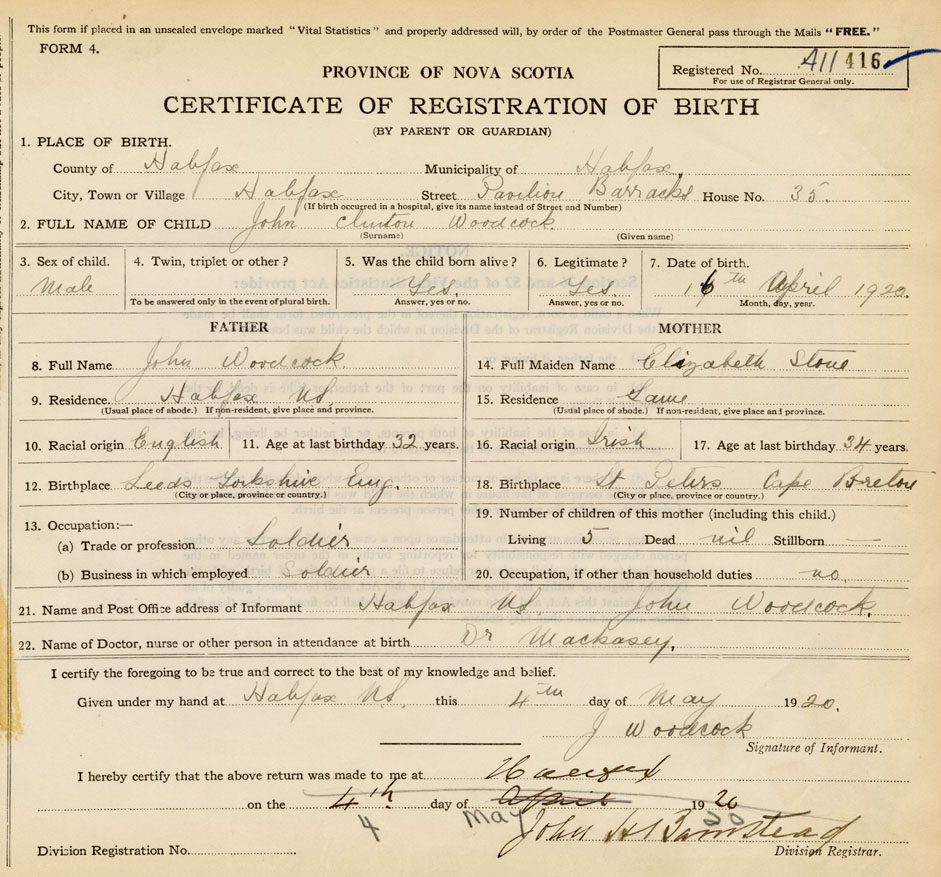 This form if placed in an unsealed envelope marked "Vital Statistics" and properly addressed will, by order of the Postmaster General pass through the Mails "FREE."
FORM 4.
Registered No. A11 416
For use of Registrar General only.
PROVINCE OF NOVA SCOTIA
CERTIFICATE OF REGISTRATION OF BIRTH
(BY PARENT OR GUARDIAN)
1. PLACE OF BIRTH.
County of Halifax Municipality of Halifax
City, Town or Village Halifax Street Pavilion Barracks House No. 35.
(If birth occurred in a hospital, give its name instead of Street and Number)
2. FULL NAME OF CHILD John Clinton Woodcock
(Surname) (Given name)
3. Sex of child. 4. Twin, triplet or other? 5. Was the child born alive? 6. Legitimate? 7. Date of birth.
Male Yes, Yes, 16th April 1920.
To be answered only in the event of plural birth. Answer, yes or no. Answer, yes or no. Month, day, year.
FATHER MOTHER
8. Full Name John Woodcock 14. Full Maiden Name Elizabeth Stone
9. Residence. Halifax NS, 15. Residence Same
(Usual place of abode.) If non-resident, give place and province. (Usual place of abode.) If non-resident, give place and province.
10. Racial origin English 11. Age at last birthday 32 years. 16. Racial origin Irish 17. Age at last birthday 34 years.
12. Birthplace Leeds Yorkshire Eng. 18. Birthplace St Peters Cape Breton
(City or place, province or country.) (City or place, province or country.)
19. Number of children of this mother (including this child.)
13. Occupation:—
(a) Trade or profession Soldier Living 5 Dead nil Stillborn —
(b) Business in which employed Soldier 20. Occupation, if other than household duties no.
21. Name and Post Office address of Informant Halifax NS, John Woodcock.
22. Name of Doctor, nurse or other person in attendance at birth Dr Mackasey,
I certify the foregoing to be true and correct to the best of my knowledge and belief.
Given under my hand at Halifax NS, this 4th day of May 1920.
J Woodcock
Signature of Informant.
I hereby certify that the above return was made to me at Halifax
on the 4th day of April 1920
4 May 20
John H Barnstead
Division Registration No. Division Registrar.